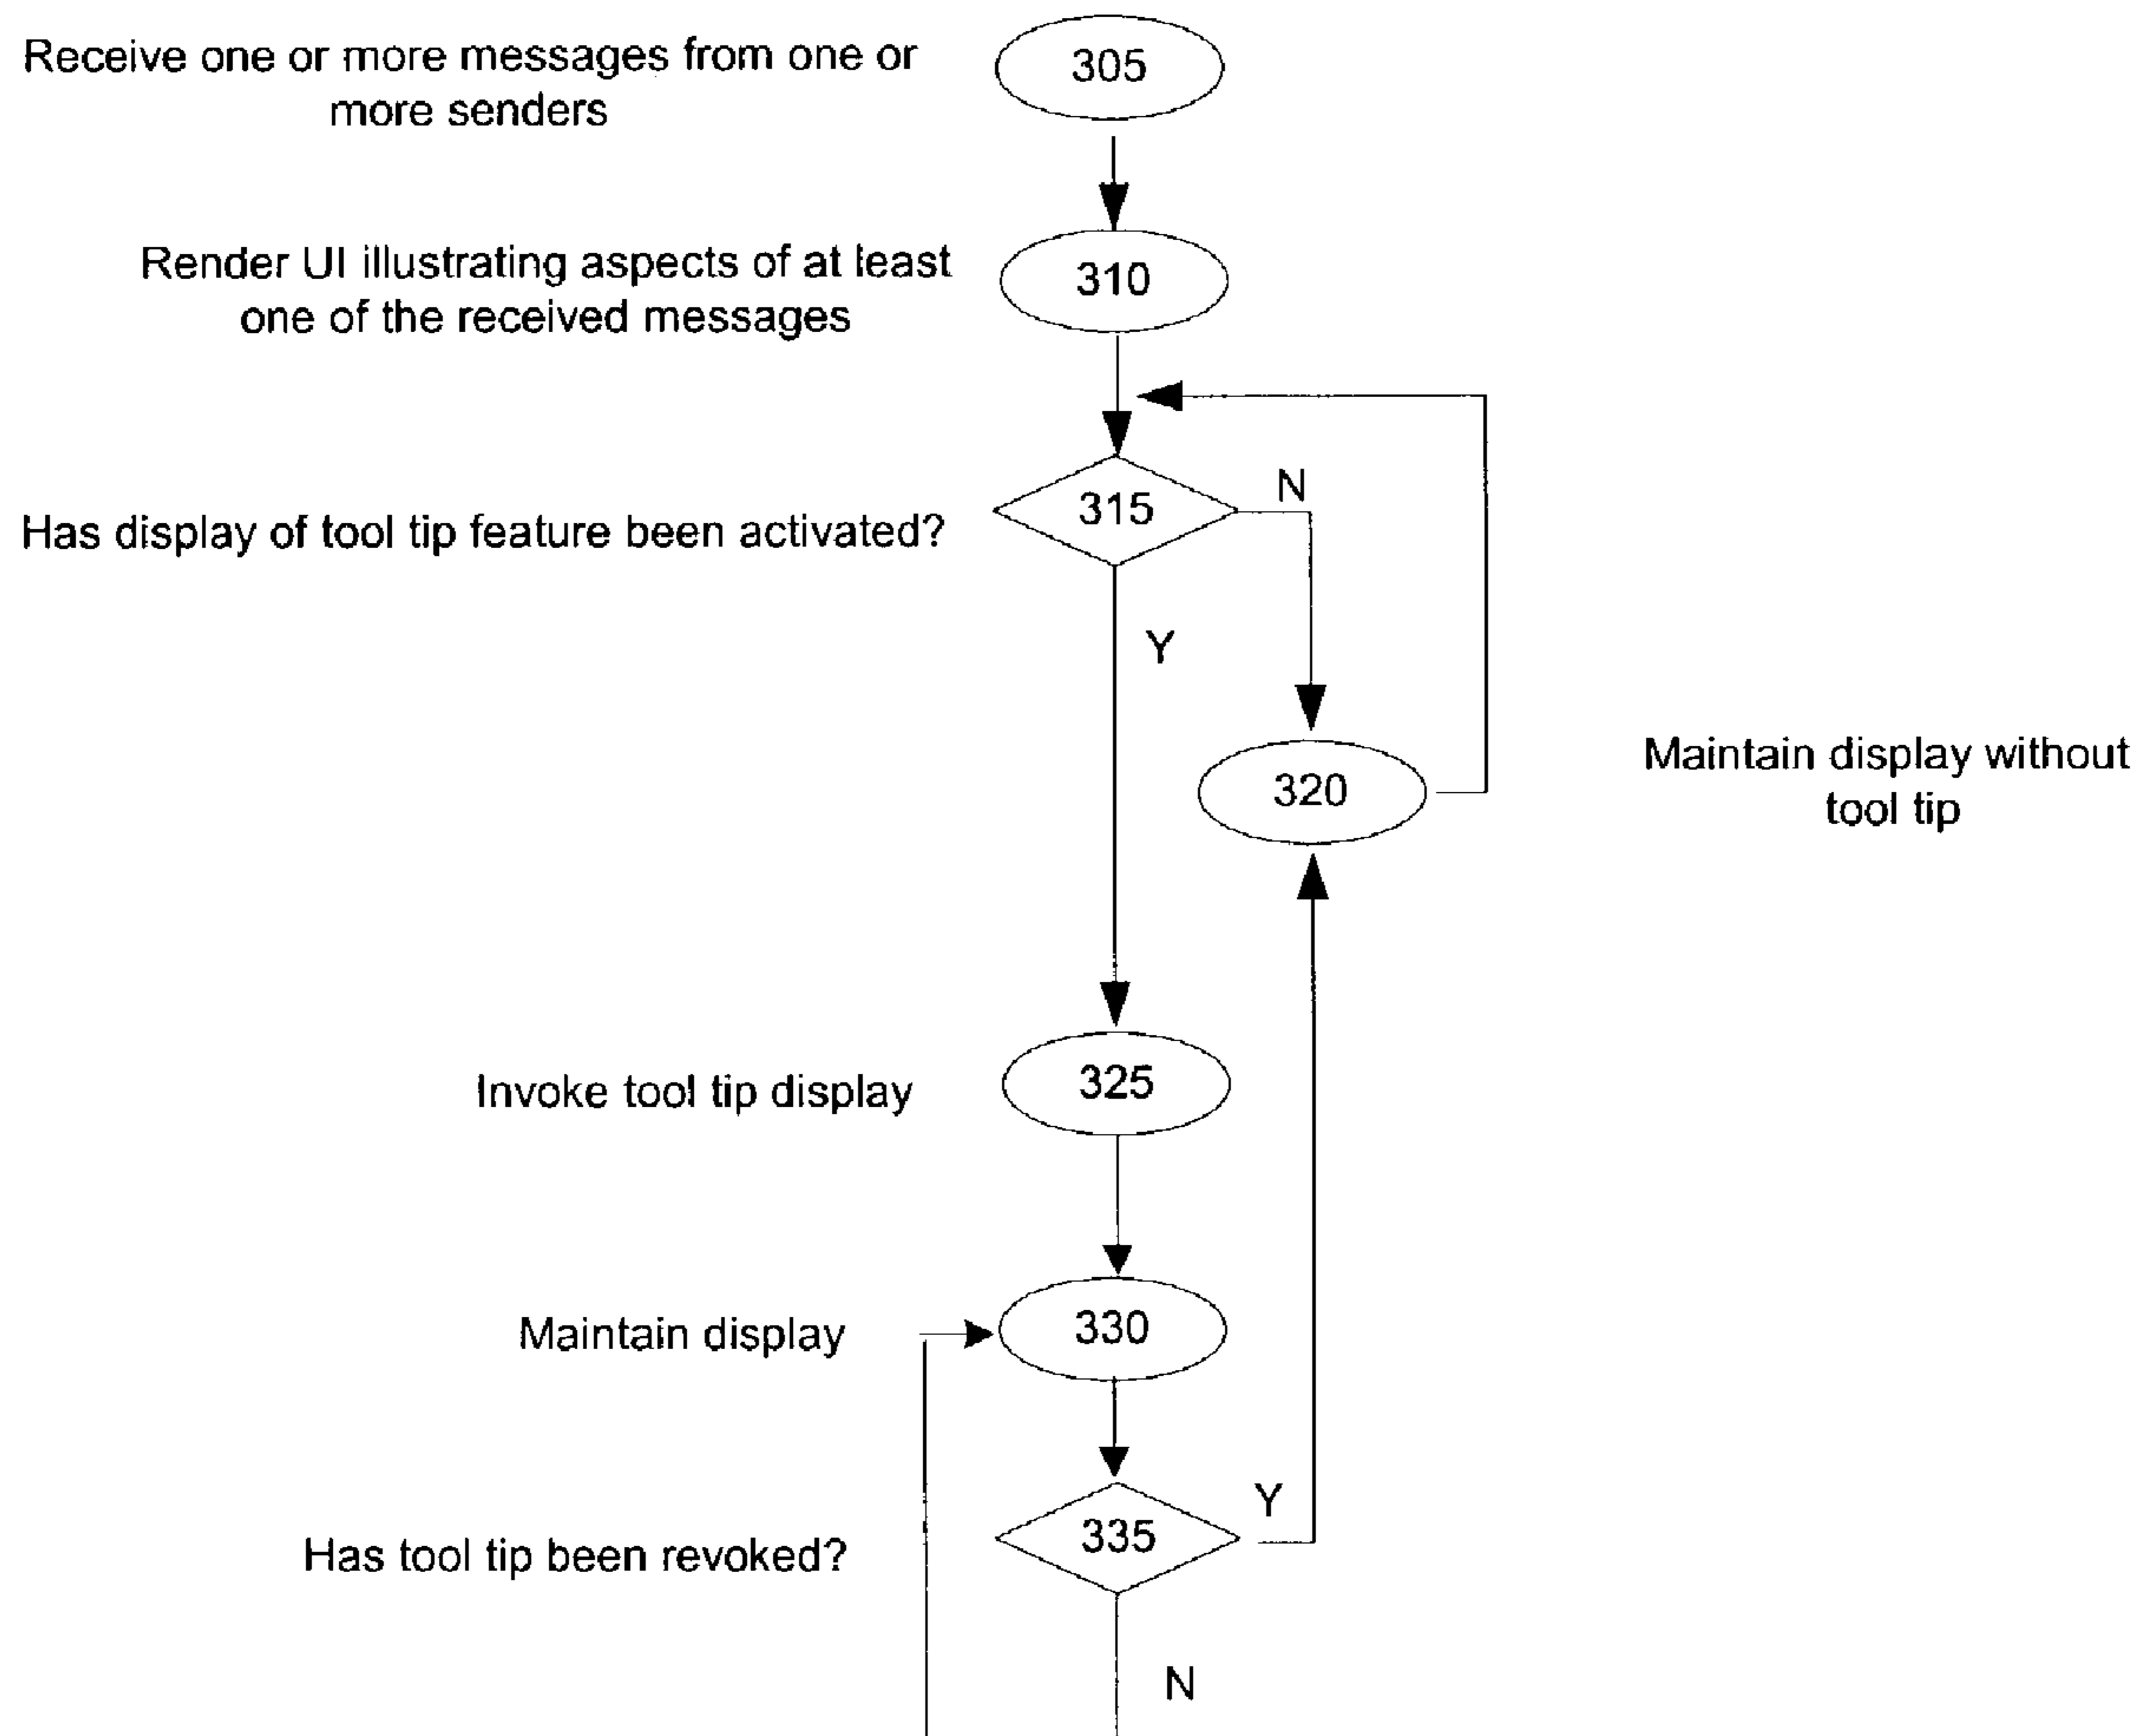 Receive one or more messages from one or
more senders
305
Render UI illustrating aspects of at least
one of the received messages
310
Has display of tool tip feature been activated?
315
N
Y
320
Maintain display without
tool tip
Invoke tool tip display
325
Maintain display
330
Has tool tip been revoked?
335
Y
N